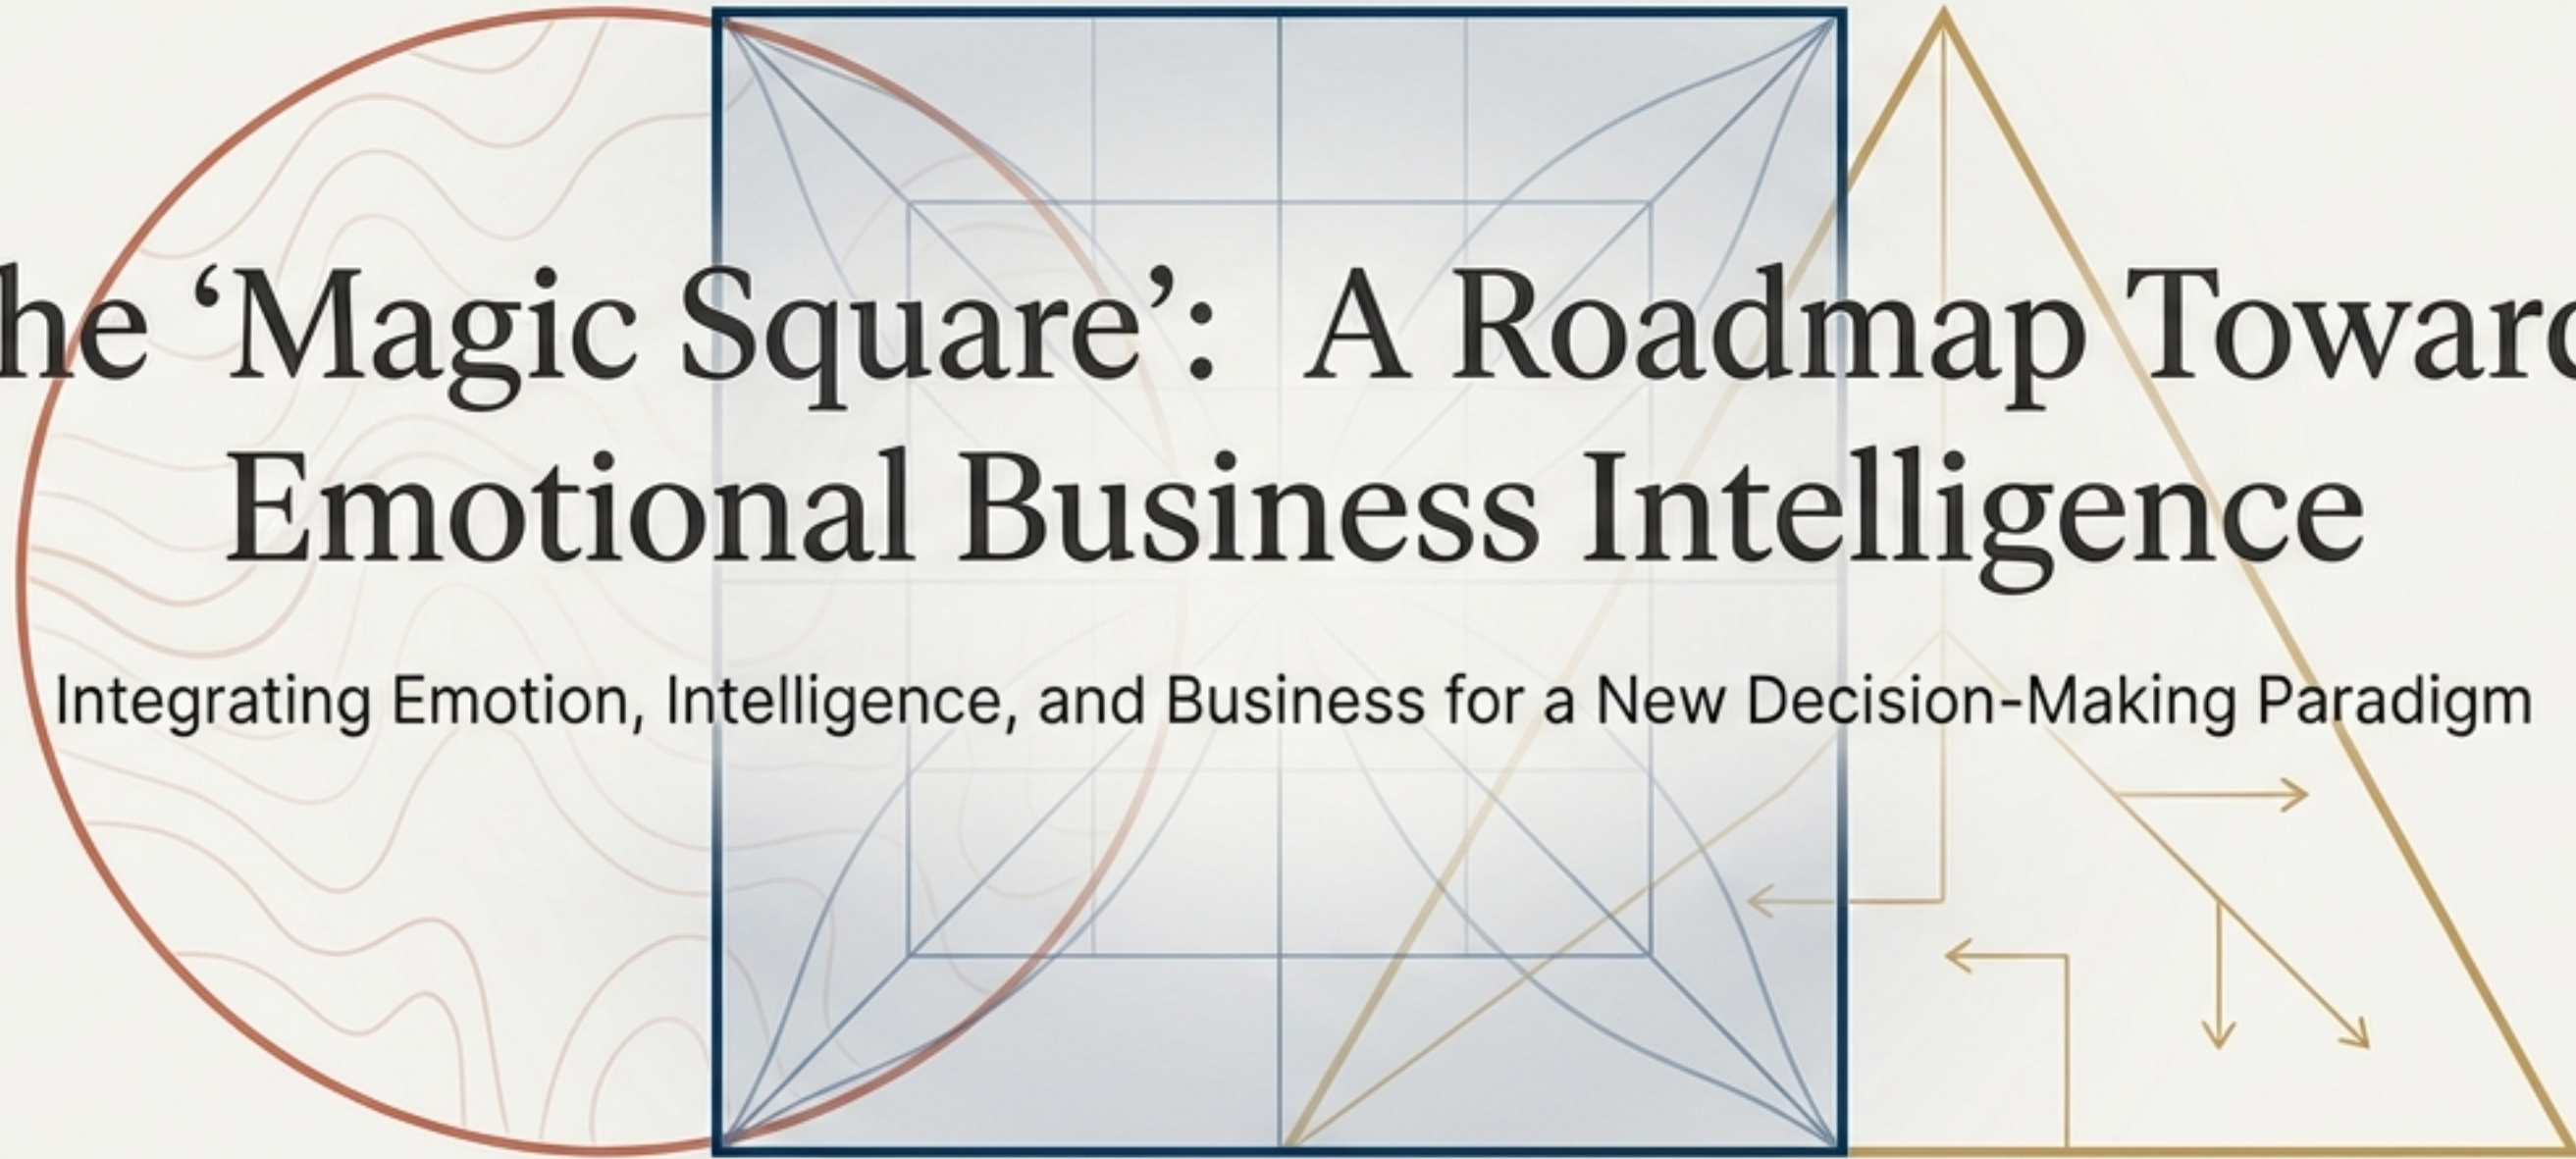 he ‘Magic Square’: A Roadmap Toward
Emotional Business Intelligence
Integrating Emotion, Intelligence, and Business for a New Decision-Making Paradigm